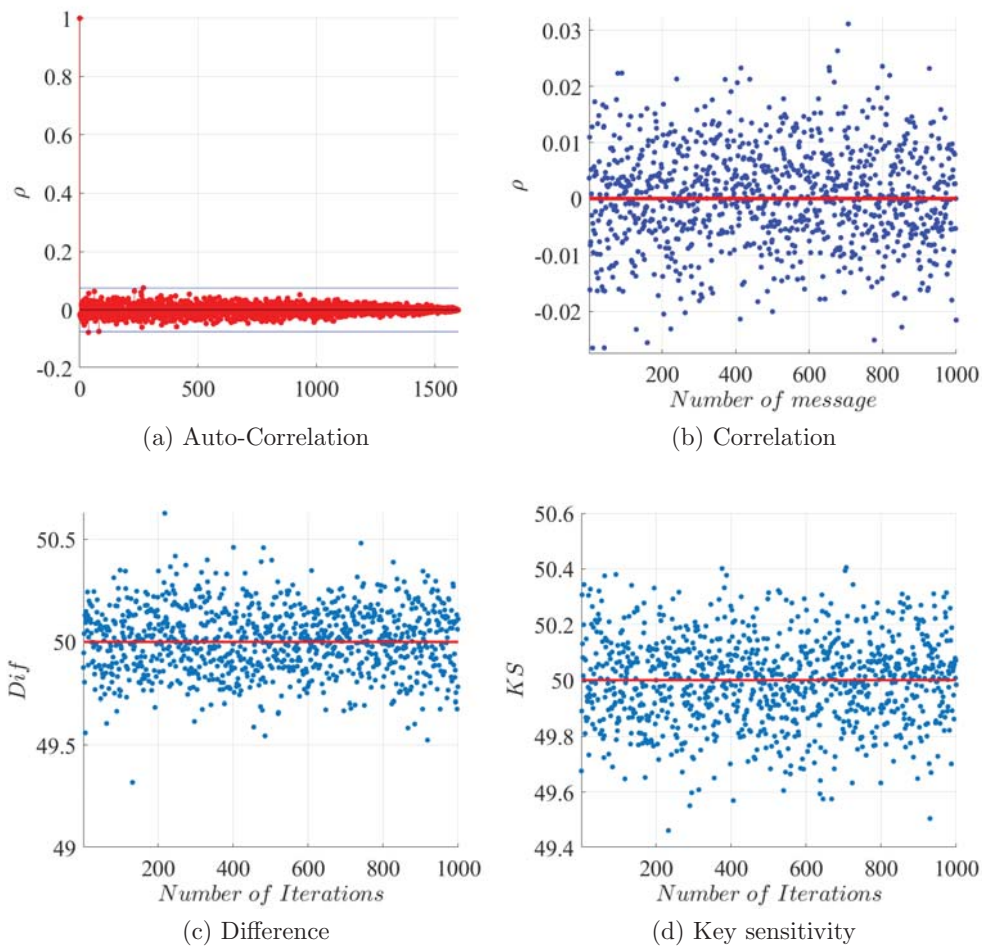 1
0.8
0.6
0.4
0.2
0
-0.2
ρ
0 500 1000 1500
(a) Auto-Correlation
0.03
0.02
0.01
0
-0.01
-0.02
ρ
200 400 600 800 1000
Number of message
(b) Correlation
50.5
50
49.5
49
Dif
200 400 600 800 1000
Number of Iterations
(c) Difference
50.6
50.4
50.2
50
49.8
49.6
49.4
KS
200 400 600 800 1000
Number of Iterations
(d) Key sensitivity